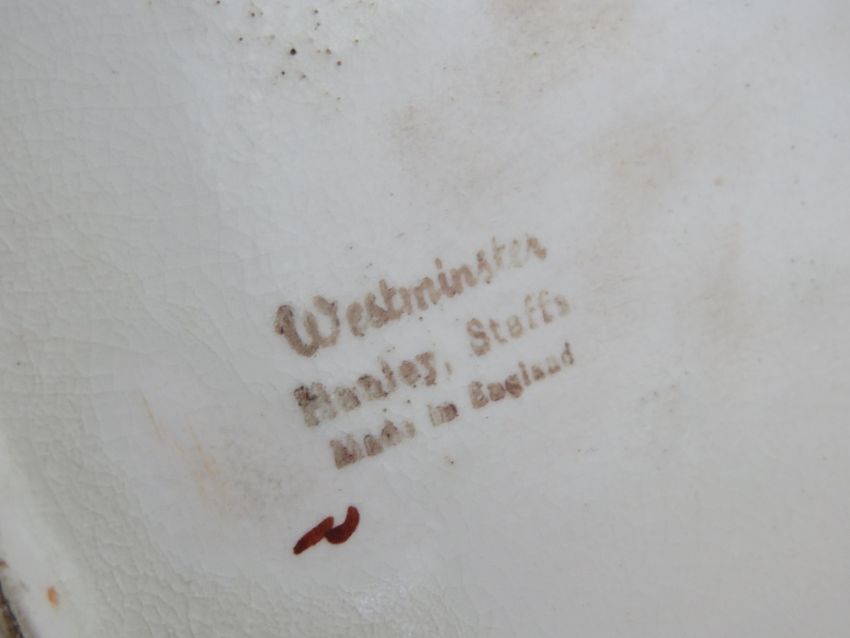 Westminster
Hanley, Staffs
Made in England